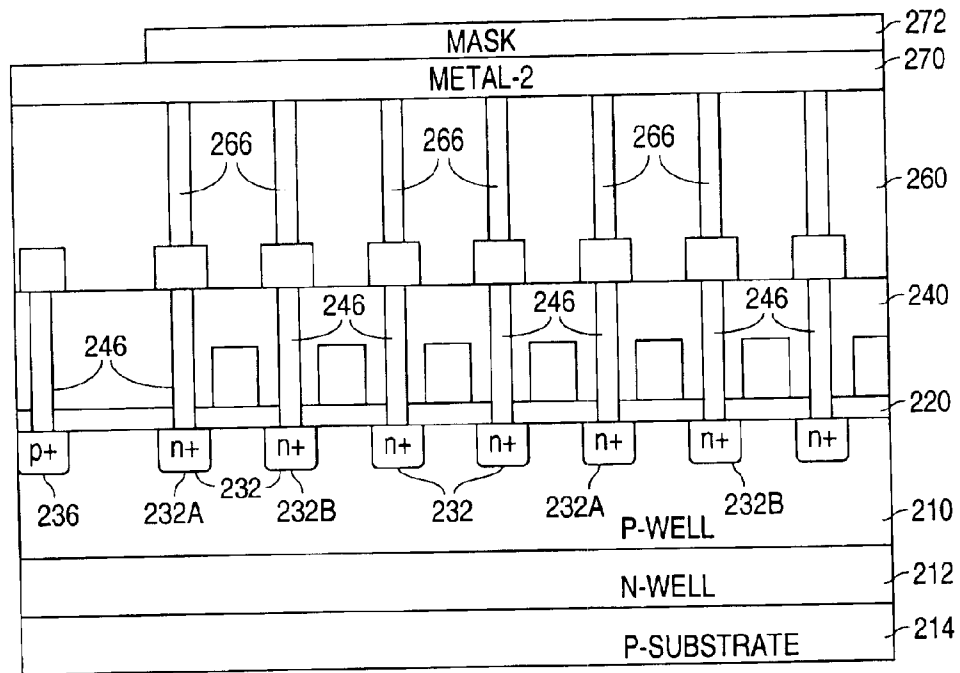 MASK 272
METAL-2 270
266 266 266 260
246 246 246 240
246
220
p+ n+ n+ n+ n+ n+ n+ n+
236 232A 232 232B 232 232A 232B 210
P-WELL
N-WELL 212
P-SUBSTRATE 214